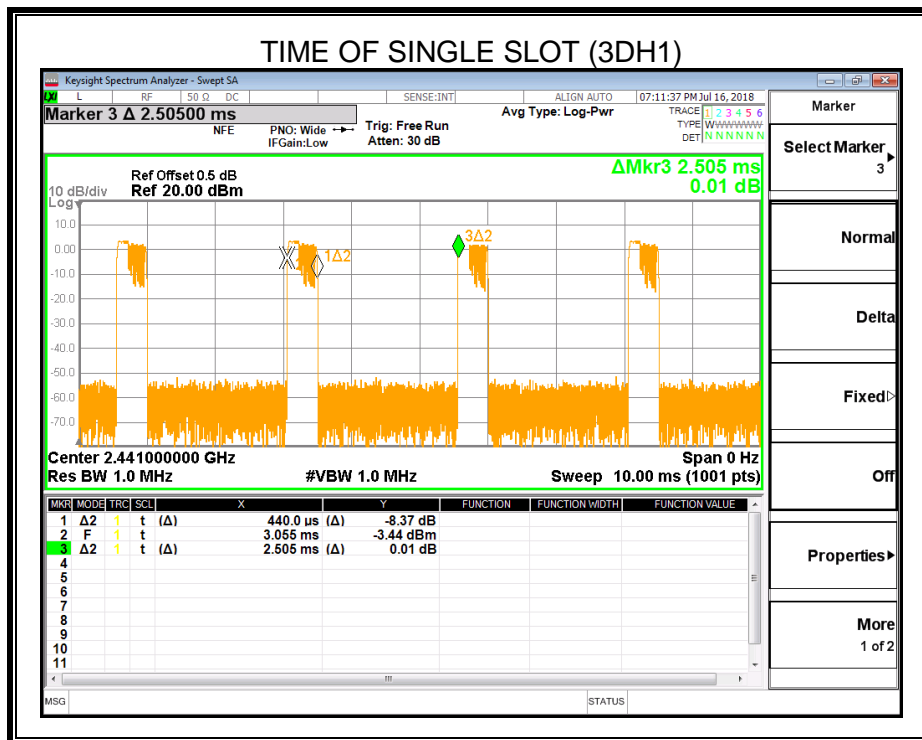 TIME OF SINGLE SLOT (3DH1)
Keysight Spectrum Analyzer - Swept SA
LXI L RF 50 Ω DC SENSE:INT ALIGN AUTO 07:11:37 PM Jul 16, 2018
Marker 3 Δ 2.50500 ms
NFE
PNO: Wide
IFGain:Low
Trig: Free Run
Atten: 30 dB
Avg Type: Log-Pwr
TRACE 1 2 3 4 5 6
TYPE WWWWWW
DET N N N N N N
ΔMkr3 2.505 ms
0.01 dB
Ref Offset 0.5 dB
10 dB/div Ref 20.00 dBm
Log
10.0
0.00
-10.0
-20.0
-30.0
-40.0
-50.0
-60.0
-70.0
1Δ2
3Δ2
Center 2.441000000 GHz Span 0 Hz
Res BW 1.0 MHz #VBW 1.0 MHz Sweep 10.00 ms (1001 pts)
MKR MODE TRC SCL X Y FUNCTION FUNCTION WIDTH FUNCTION VALUE
1 Δ2 1 t (Δ) 440.0 µs (Δ) -8.37 dB
2 F 1 t 3.055 ms -3.44 dBm
3 Δ2 1 t (Δ) 2.505 ms (Δ) 0.01 dB
4
5
6
7
8
9
10
11
MSG STATUS
Marker
Select Marker
3
Normal
Delta
Fixed
Off
Properties
More
1 of 2